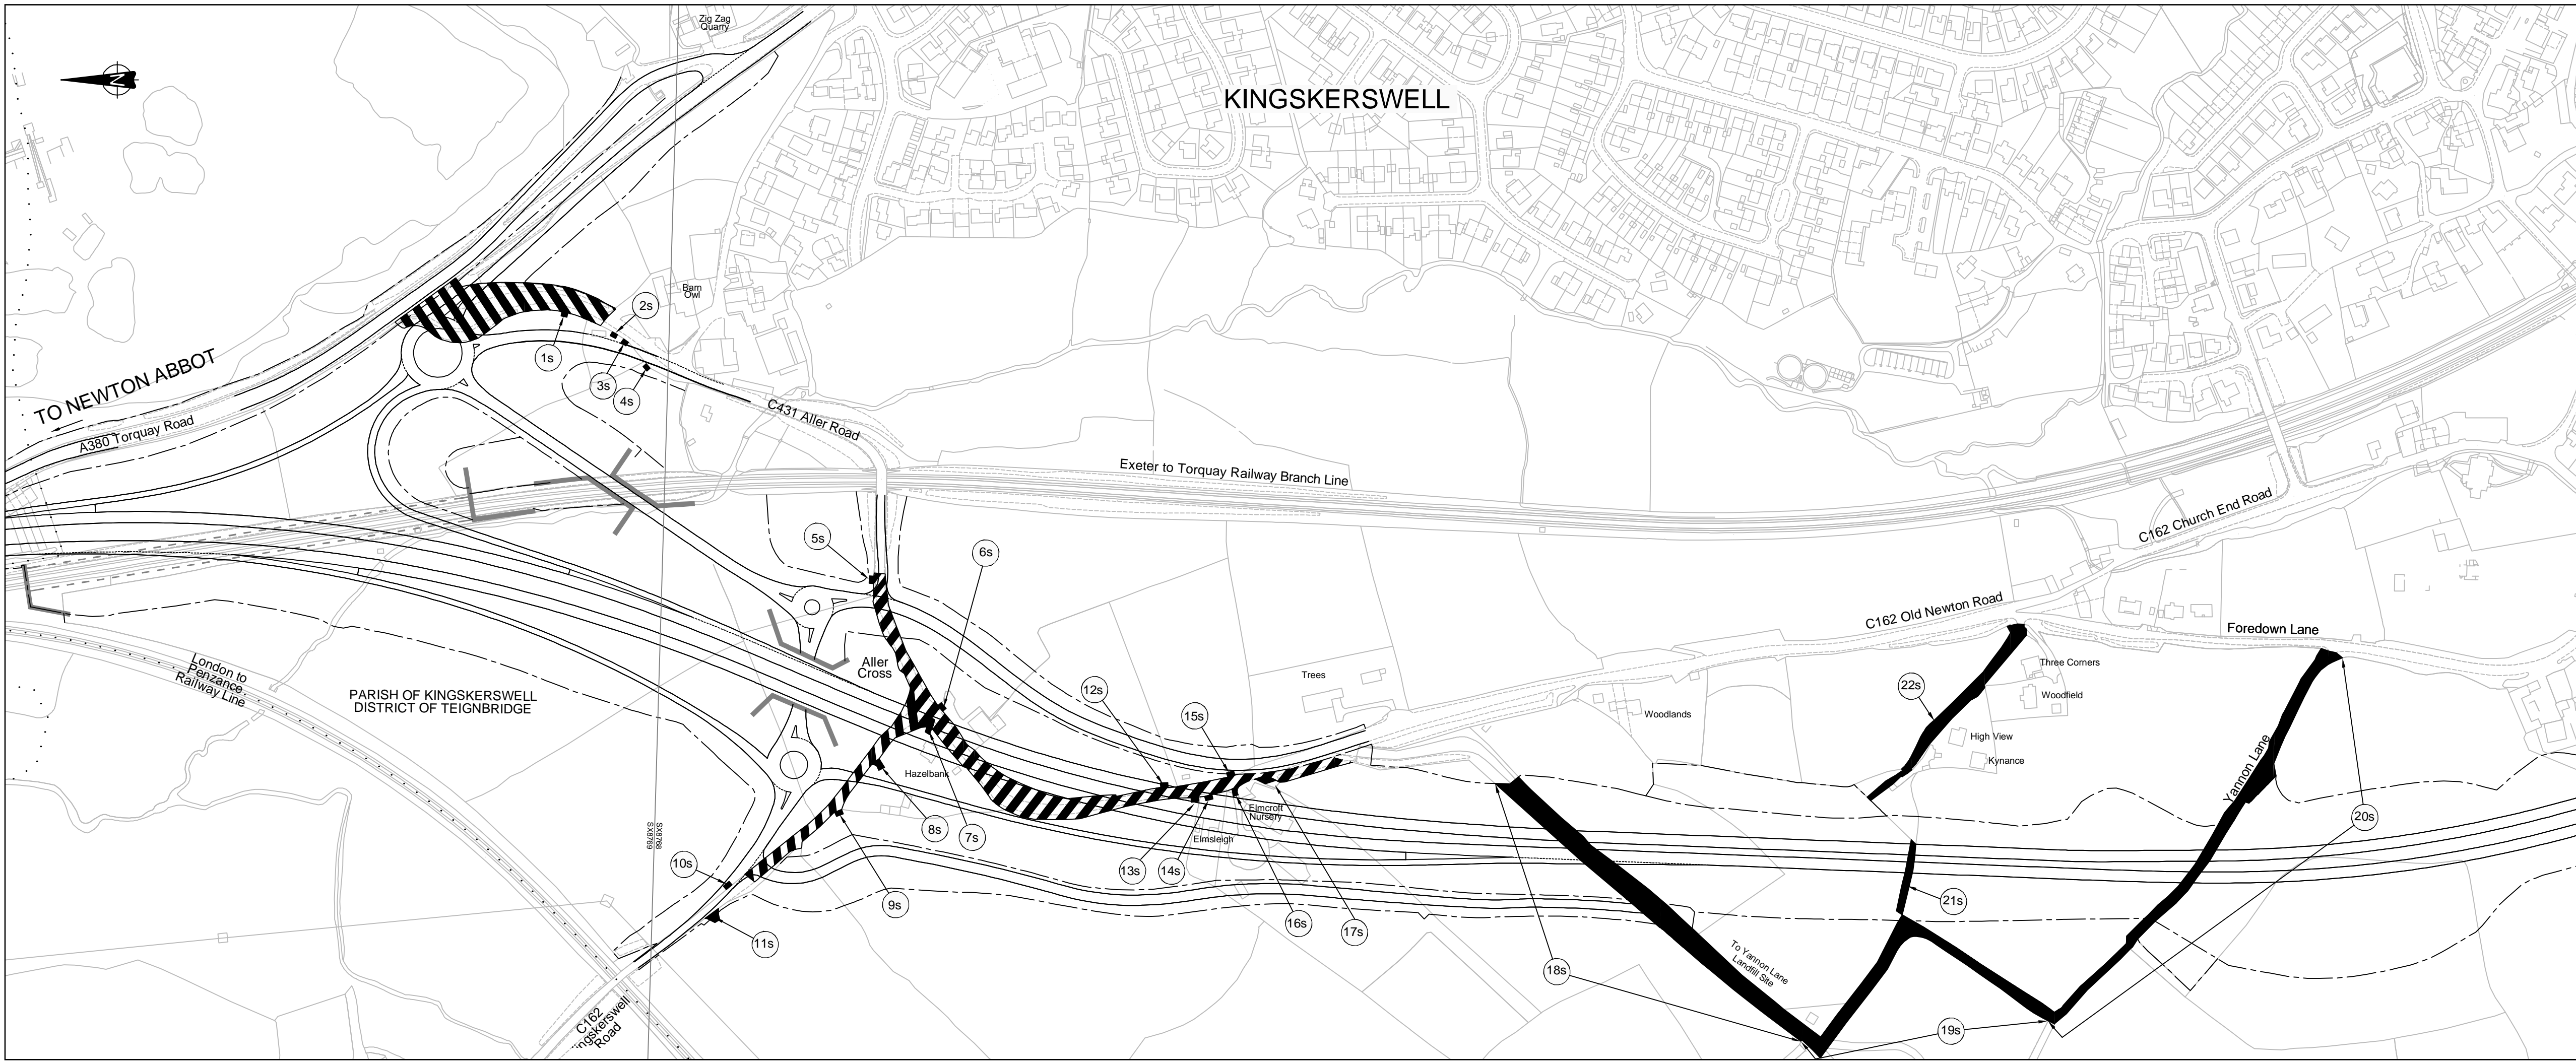 Zig Zag
Quarry
N
KINGSKERSWELL
Barn
Owl
2s
1s
3s
4s
TO NEWTON ABBOT
A380 Torquay Road
C431 Aller Road
Exeter to Torquay Railway Branch Line
C162 Church End Road
5s
6s
C162 Old Newton Road
Foredown Lane
London to
Penzance
Railway Line
PARISH OF KINGSKERSWELL
DISTRICT OF TEIGNBRIDGE
Aller
Cross
Trees
Three Corners
12s
22s
Woodfield
15s
Woodlands
High View
Yannon Lane
Kynance
Hazelbank
Elmcroft
Nursery
Elmsleigh
20s
8s
7s
SX8768
SX8769
10s
13s
14s
21s
9s
16s
17s
11s
To Yannon Lane
Landfill Site
18s
19s
C162
ingskerswell
Road